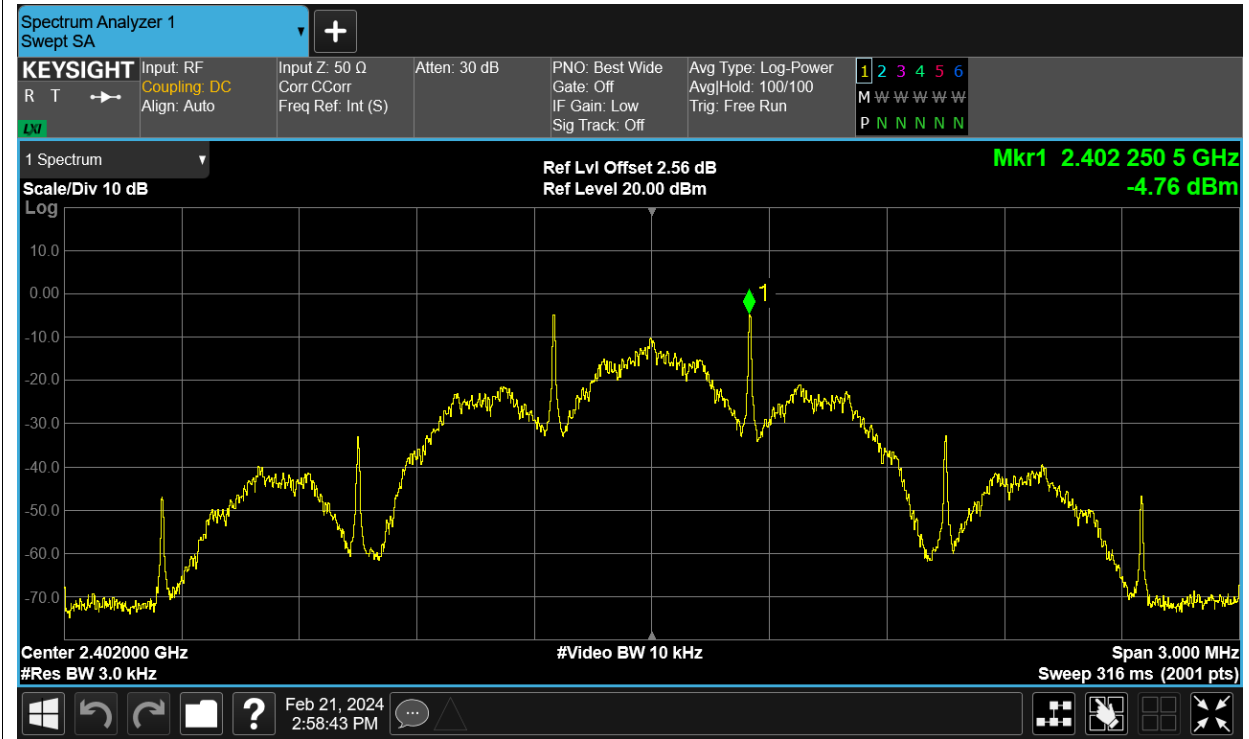 Spectrum Analyzer 1
Swept SA
KEYSIGHT
R T
LXI
Input: RF
Coupling: DC
Align: Auto
Input Z: 50 Ω
Corr CCorr
Freq Ref: Int (S)
Atten: 30 dB
PNO: Best Wide
Gate: Off
IF Gain: Low
Sig Track: Off
Avg Type: Log-Power
Avg|Hold: 100/100
Trig: Free Run
1 2 3 4 5 6
M W W W W W
P N N N N N
1 Spectrum
Scale/Div 10 dB
Log
Ref Lvl Offset 2.56 dB
Ref Level 20.00 dBm
Mkr1 2.402 250 5 GHz
-4.76 dBm
1
10.0
0.00
-10.0
-20.0
-30.0
-40.0
-50.0
-60.0
-70.0
Center 2.402000 GHz
#Res BW 3.0 kHz
#Video BW 10 kHz
Span 3.000 MHz
Sweep 316 ms (2001 pts)
?
Feb 21, 2024
2:58:43 PM